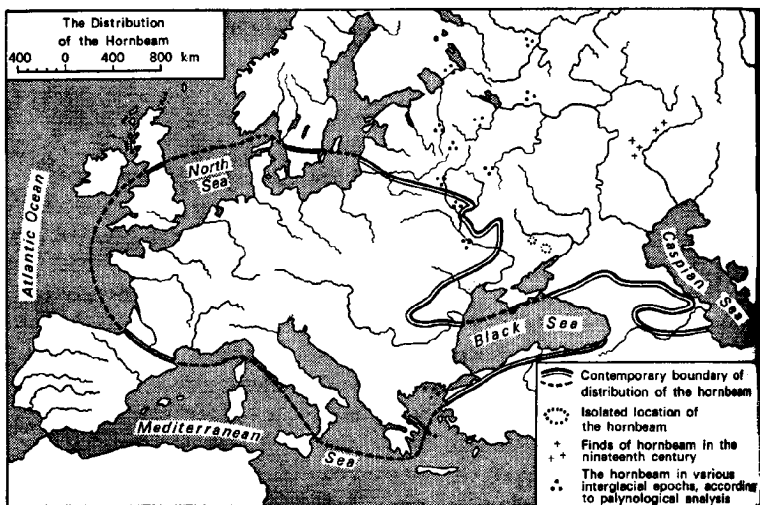 The Distribution
of the Hornbeam
400 0 400 800 km
North
Sea
Atlantic Ocean
Caspian Sea
Black Sea
Mediterranean
Sea
Contemporary boundary of
distribution of the hornbeam
Isolated location of
the hornbeam
Finds of hornbeam in the
nineteenth century
The hornbeam in various
interglacial epochs, according
to palynological analysis